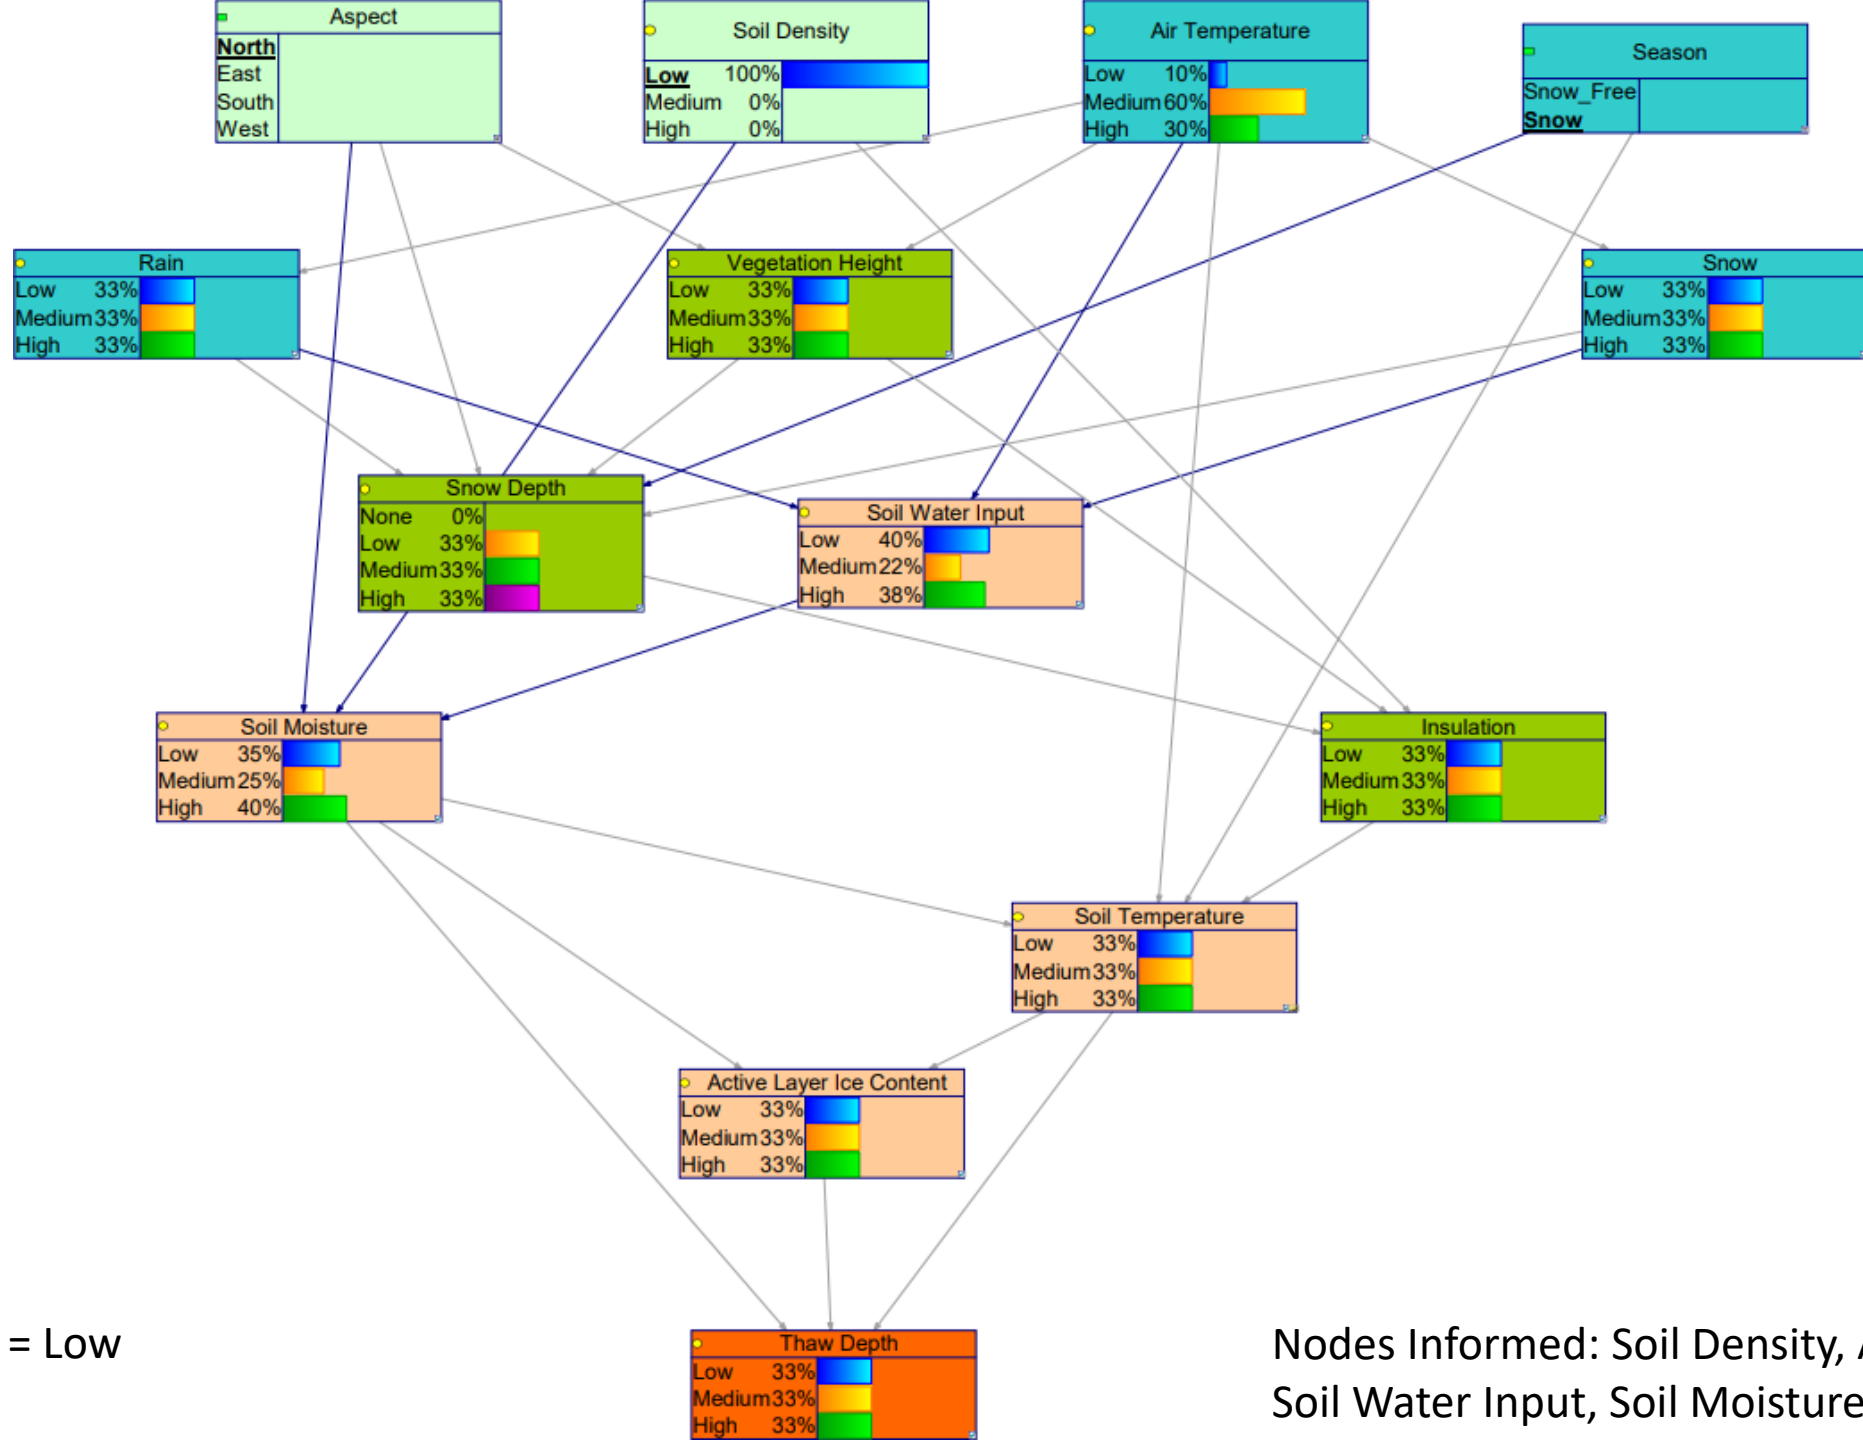 Aspect
North
East
South
West
Soil Density
Low 100%
Medium 0%
High 0%
Air Temperature
Low 10%
Medium 60%
High 30%
Season
Snow_Free
Snow
Rain
Low 33%
Medium 33%
High 33%
Vegetation Height
Low 33%
Medium 33%
High 33%
Snow
Low 33%
Medium 33%
High 33%
Snow Depth
None 0%
Low 33%
Medium 33%
High 33%
Soil Water Input
Low 40%
Medium 22%
High 38%
Soil Moisture
Low 35%
Medium 25%
High 40%
Insulation
Low 33%
Medium 33%
High 33%
Soil Temperature
Low 33%
Medium 33%
High 33%
Active Layer Ice Content
Low 33%
Medium 33%
High 33%
Thaw Depth
Low 33%
Medium 33%
High 33%
= Low
Nodes Informed: Soil Density,
Soil Water Input, Soil Moisture